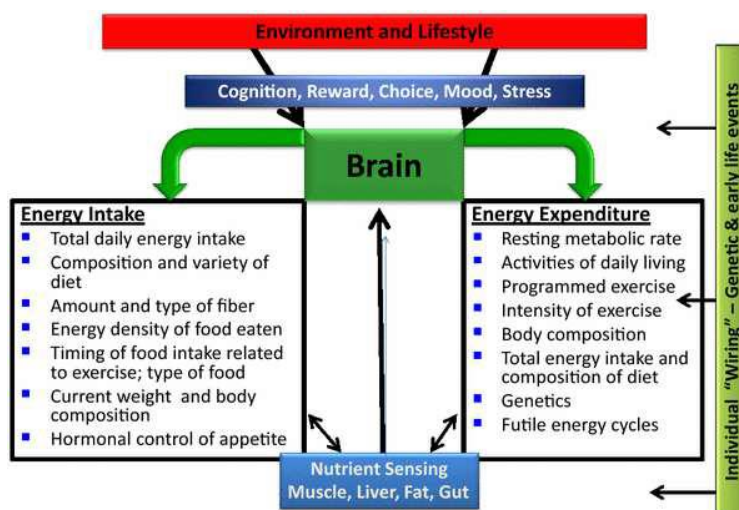 Environment and Lifestyle
Cognition, Reward, Choice, Mood, Stress
Brain
Energy Intake
Total daily energy intake
Composition and variety of
diet
Amount and type of fiber
Energy density of food eaten
Timing of food intake related
to exercise; type of food
Current weight and body
composition
Hormonal control of appetite
Energy Expenditure
Resting metabolic rate
Activities of daily living
Programmed exercise
Intensity of exercise
Body composition
Total energy intake and
composition of diet
Genetics
Futile energy cycles
Nutrient Sensing
Muscle, Liver, Fat, Gut
Individual “Wiring” – Genetic & early life events